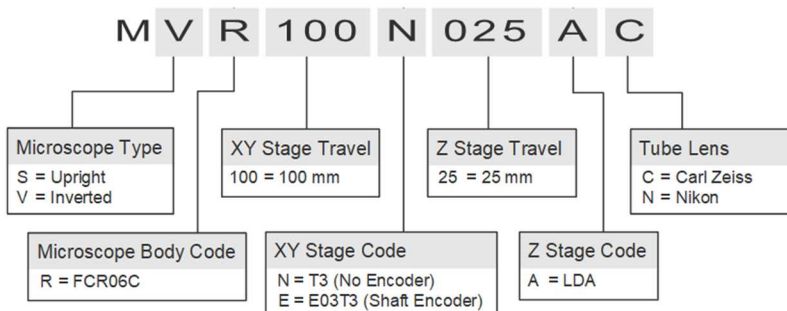 M V R 100 N 025 A C
Microscope Type
S = Upright
V = Inverted
XY Stage Travel
100 = 100 mm
Z Stage Travel
25 = 25 mm
Tube Lens
C = Carl Zeiss
N = Nikon
Microscope Body Code
R = FCR06C
XY Stage Code
N = T3 (No Encoder)
E = E03T3 (Shaft Encoder)
Z Stage Code
A = LDA